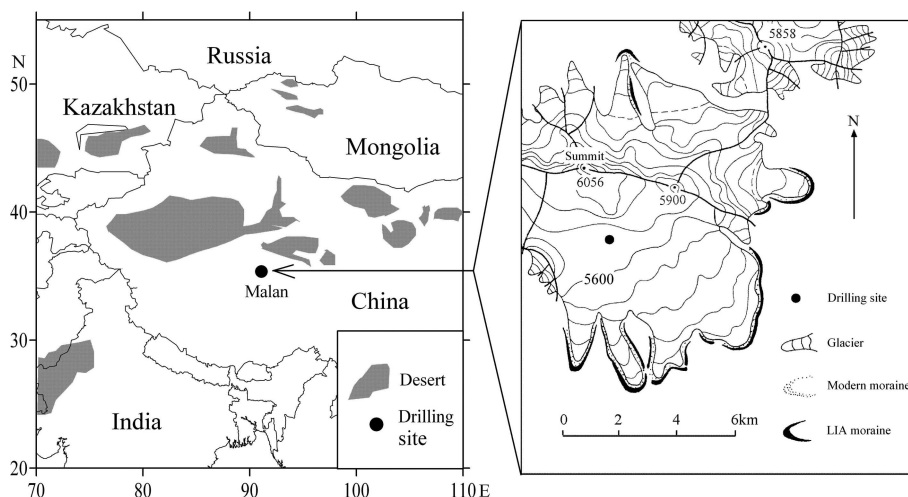 N
50
40
30
20
70
80
90
100
110 E
Russia
Kazakhstan
Mongolia
Malan
China
India
Desert
Drilling
site
5858
N
Summit
6056
5900
5600
Drilling site
Glacier
Modern moraine
LIA moraine
0 2 4 6km